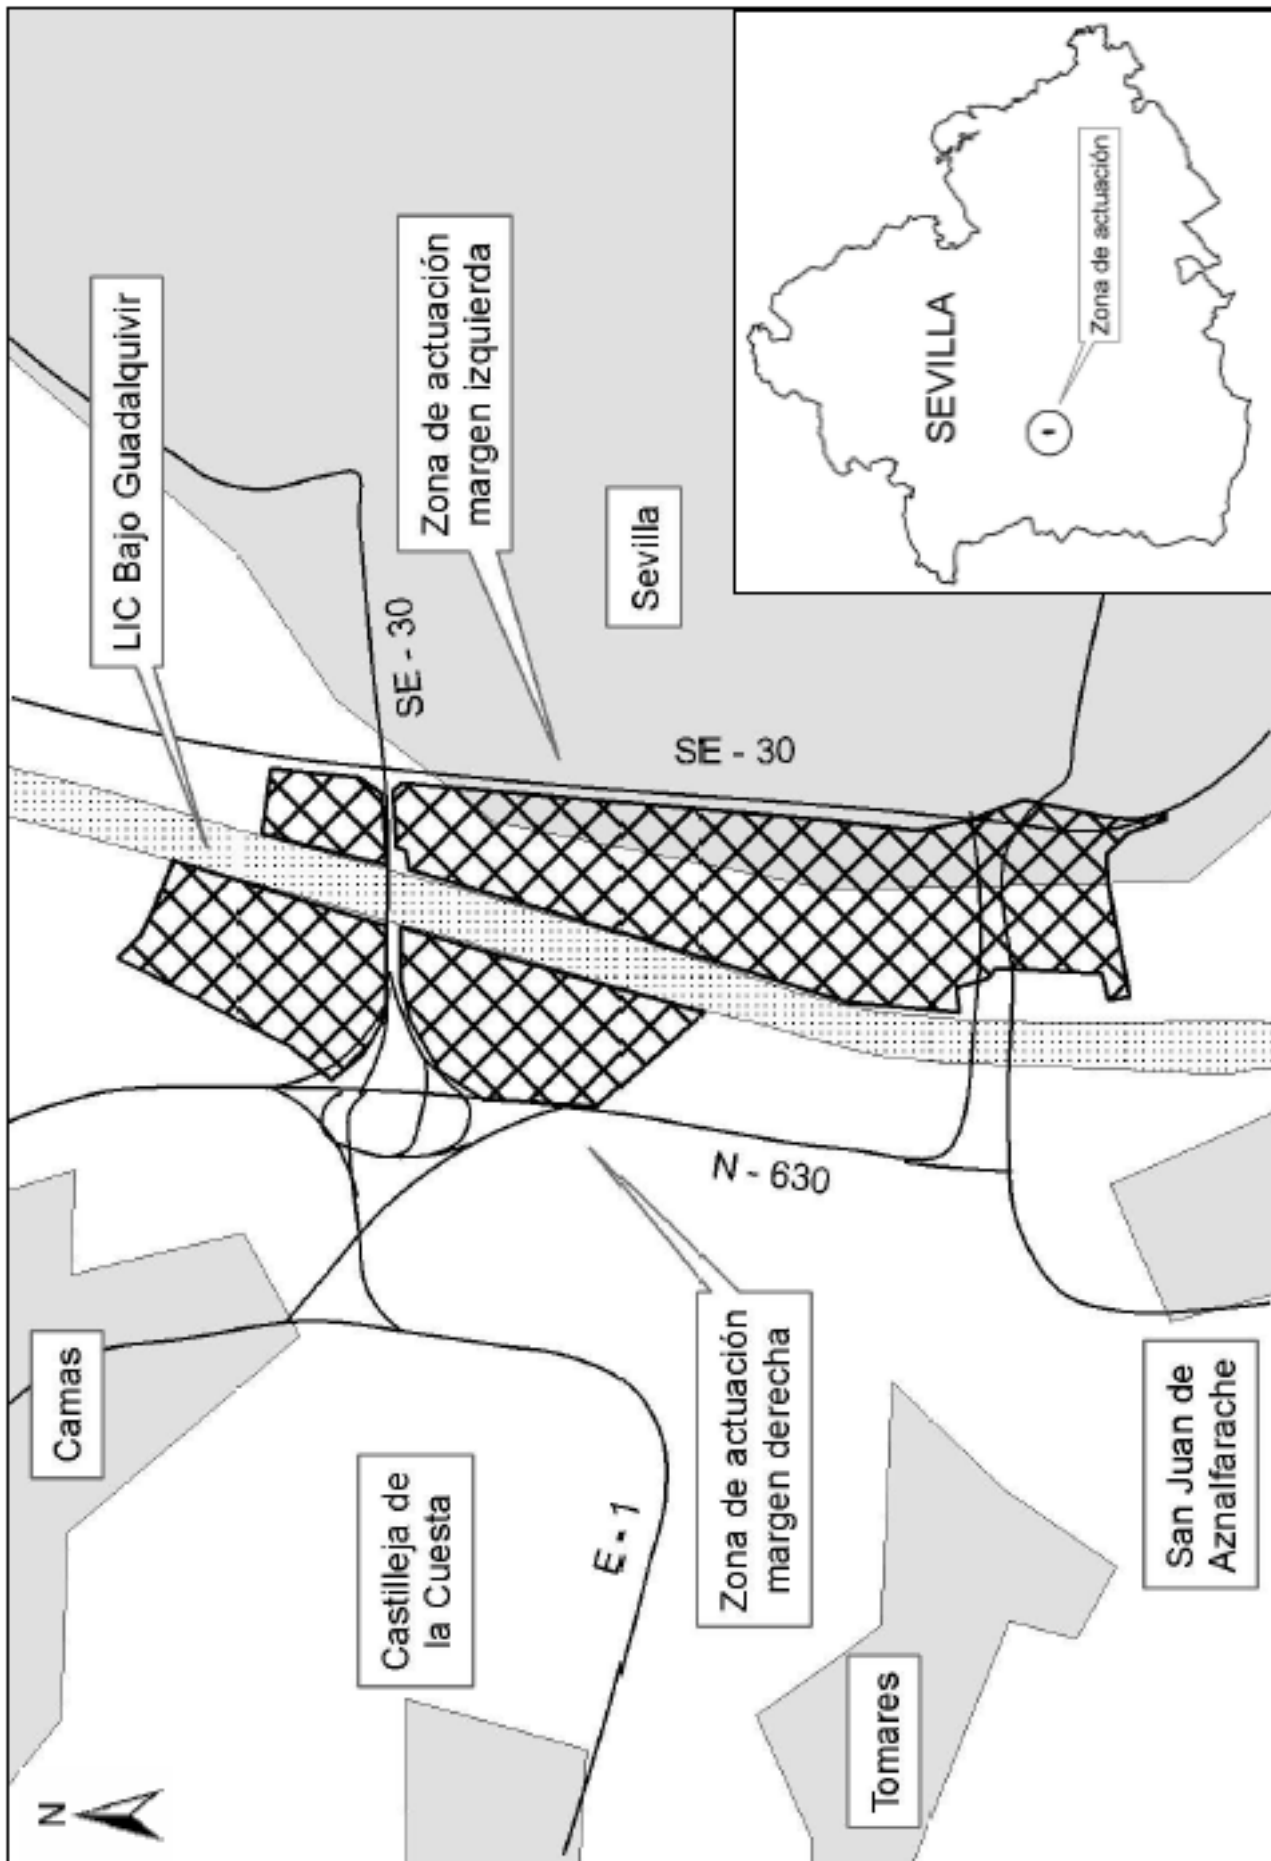 N
Camas
LIC Bajo Guadalquivir
Castilleja de
la Cuesta
SE - 30
Zona de actuación
margen izquierda
E - 1
Sevilla
Zona de actuación
margen derecha
N - 630
SE - 30
Tomares
San Juan de
Aznalfarache
SEVILLA
Zona de actuación